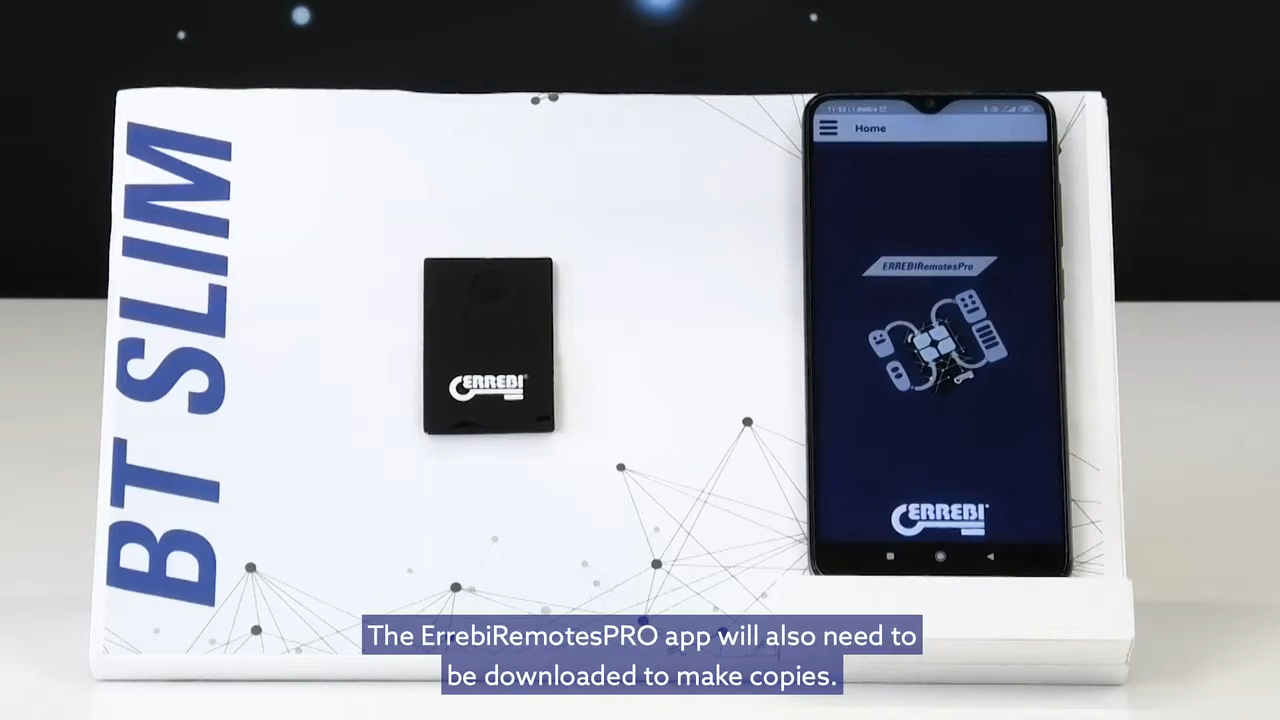 BT SLIM
ERREBI
Home
ERREBIRemotesPro
ERREBI
The ErrebiRemotesPRO app will also need to
be downloaded to make copies.